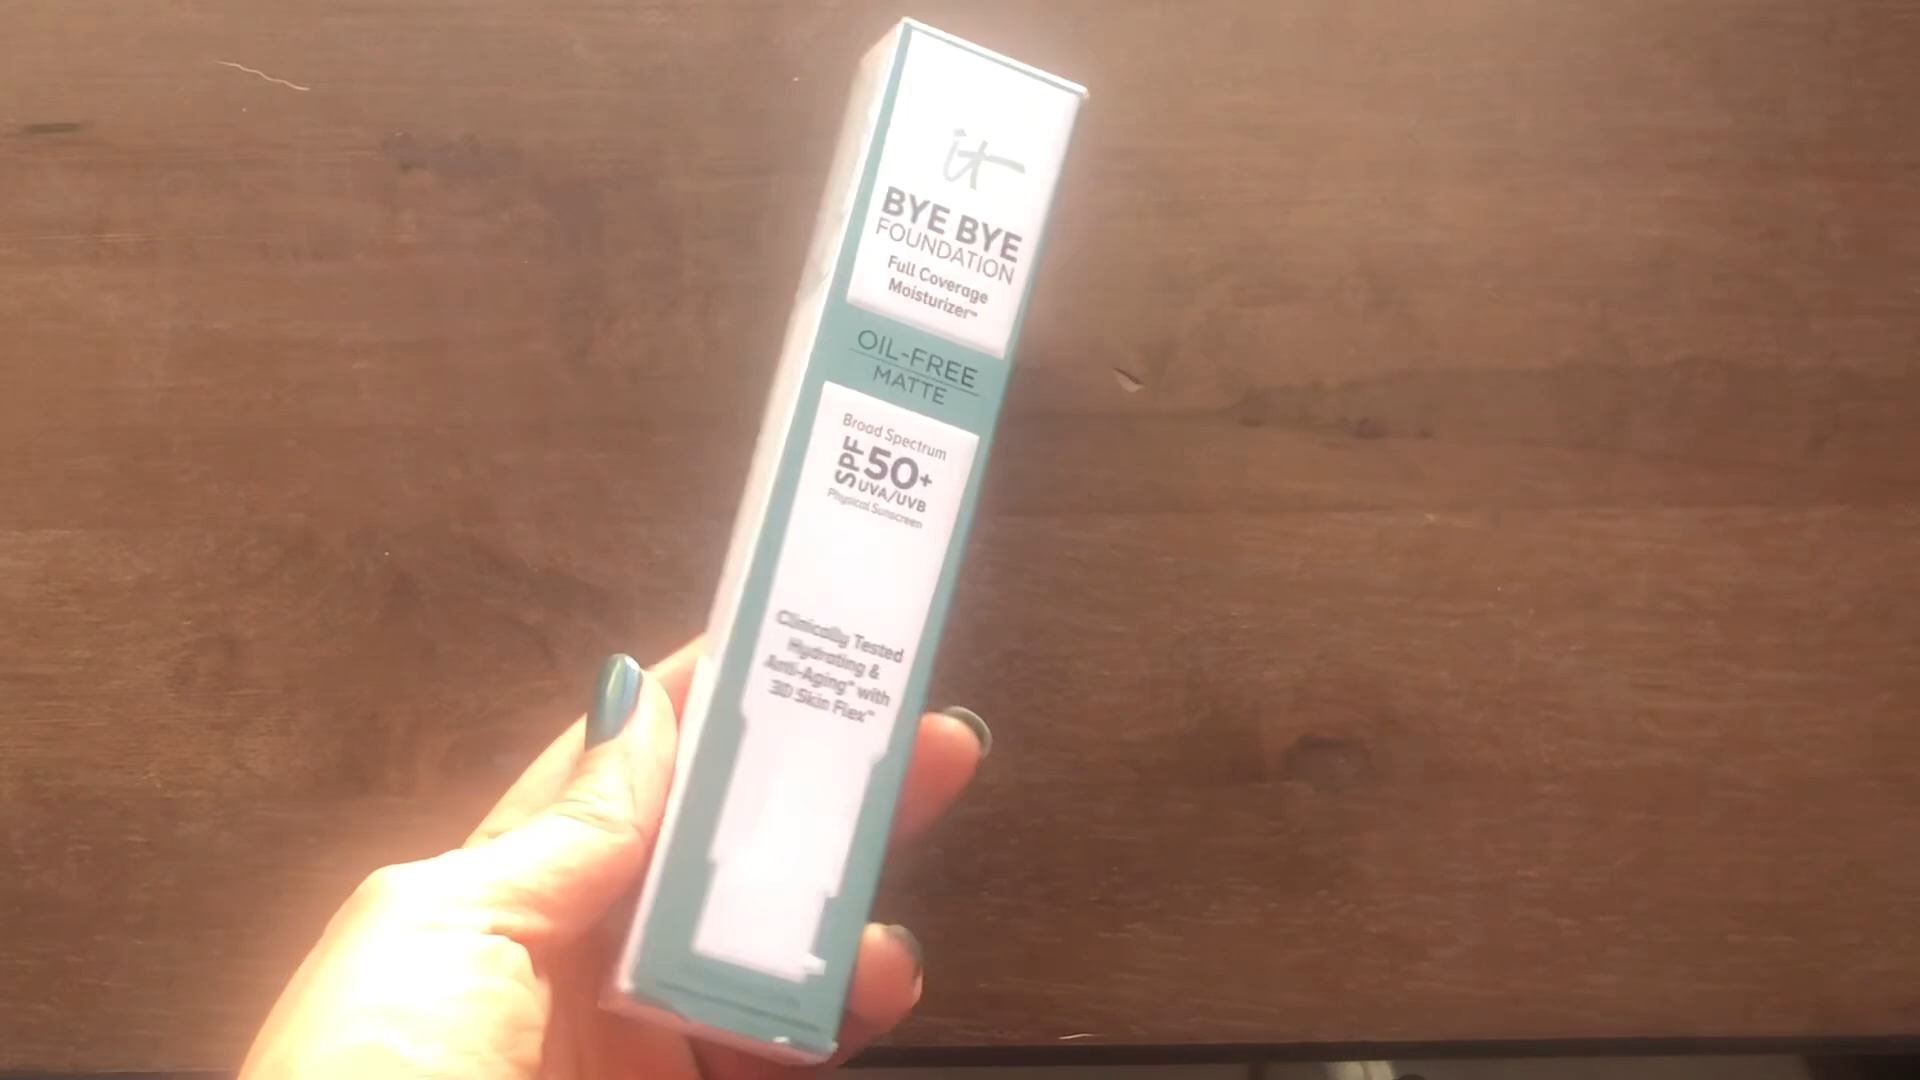 it
BYE BYE
FOUNDATION
Full Coverage
Moisturizer™
OIL-FREE
MATTE
Broad Spectrum
SPF 50+
UVA/UVB
Physical Sunscreen
Clinically Tested
Hydrating &
Anti-Aging* with
3D Skin Flex™